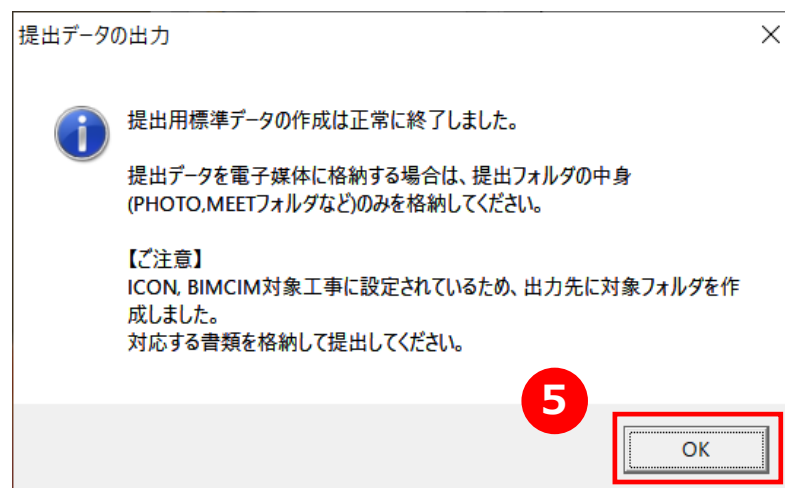 提出データの出力
提出用標準データの作成は正常に終了しました。
提出データを電子媒体に格納する場合は、提出フォルダの中身
(PHOTO,MEETフォルダなど)のみを格納してください。
【ご注意】
ICON, BIMCIM対象工事に設定されているため、出力先に対象フォルダを作
成しました。
対応する書類を格納して提出してください。
5
OK